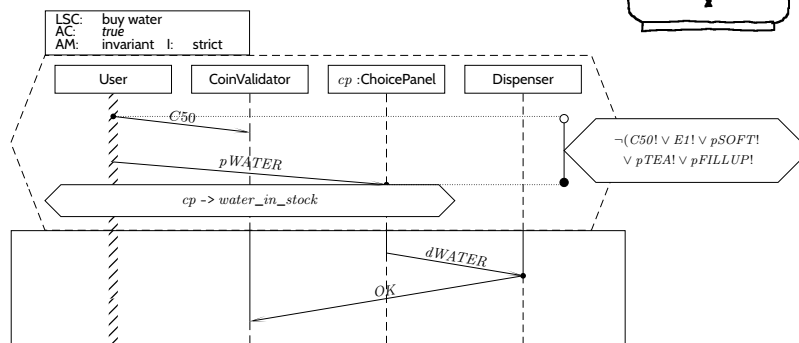 LSC: buy water
AC: true
AM: invariant I: strict
User
CoinValidator
cp :ChoicePanel
Dispenser
C50
¬(C50! ∨ E1! ∨ pSOFT!
∨ pTEA! ∨ pFILLUP!
pWATER
cp -> water_in_stock
dWATER
OK